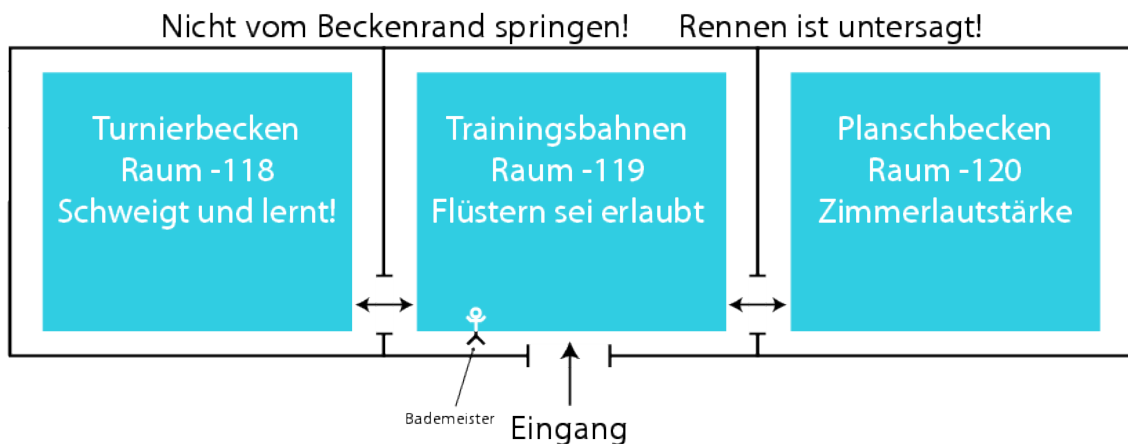 Nicht vom Beckenrand springen!
Rennen ist untersagt!
Turnierbecken
Raum -118
Schweigt und lernt!
Trainingsbahnen
Raum -119
Flüstern sei erlaubt
Planschbecken
Raum -120
Zimmerlautstärke
Bademeister
Eingang